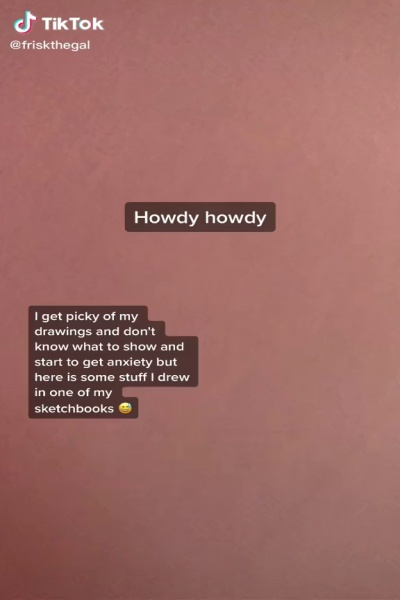 TikTok
@friskthegal
Howdy howdy
I get picky of my
drawings and don't
know what to show and
start to get anxiety but
here is some stuff I drew
in one of my
sketchbooks 😅